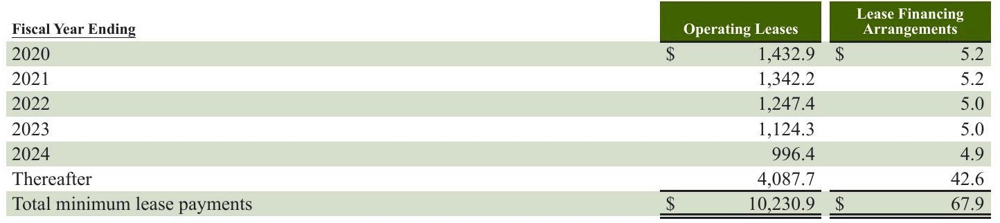 Lease Financing
Fiscal Year Ending Operating Leases Arrangements
2020 $ 1,432.9 $ 5.2
2021 1,342.2 5.2
2022 1,247.4 5.0
2023 1,124.3 5.0
2024 996.4 4.9
Thereafter 4,087.7 42.6
Total minimum lease payments $ 10,230.9 $ 67.9